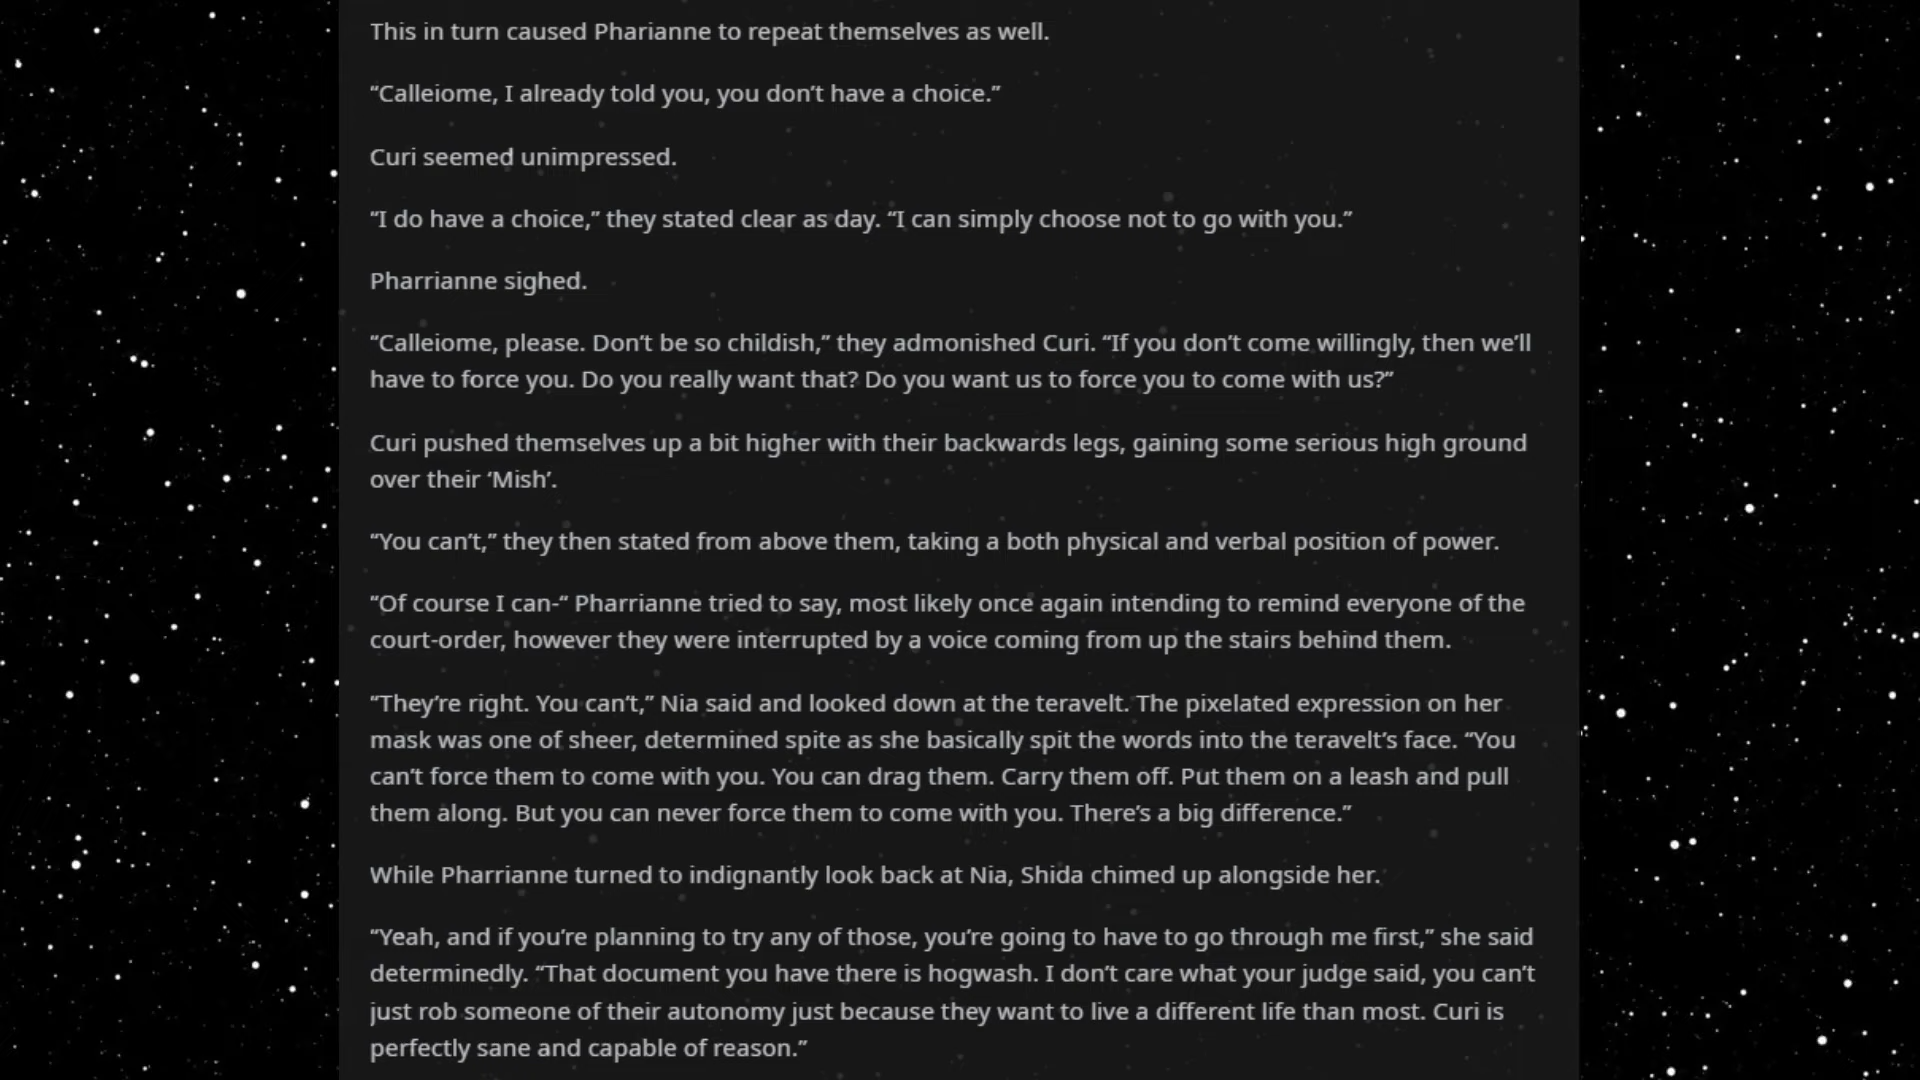 This in turn caused Pharianne to repeat themselves as well.
“Calleiome, I already told you, you don’t have a choice.”
Curi seemed unimpressed.
“I do have a choice,” they stated clear as day. “I can simply choose not to go with you.”
Pharrianne sighed.
“Calleiome, please. Don’t be so childish,” they admonished Curi. “If you don’t come willingly, then we’ll
have to force you. Do you really want that? Do you want us to force you to come with us?”
Curi pushed themselves up a bit higher with their backwards legs, gaining some serious high ground
over their ‘Mish’.
“You can’t,” they then stated from above them, taking a both physical and verbal position of power.
“Of course I can-“ Pharrianne tried to say, most likely once again intending to remind everyone of the
court-order, however they were interrupted by a voice coming from up the stairs behind them.
“They’re right. You can’t,” Nia said and looked down at the teravelt. The pixelated expression on her
mask was one of sheer, determined spite as she basically spit the words into the teravelt’s face. “You
can’t force them to come with you. You can drag them. Carry them off. Put them on a leash and pull
them along. But you can never force them to come with you. There’s a big difference.”
While Pharrianne turned to indignantly look back at Nia, Shida chimed up alongside her.
“Yeah, and if you’re planning to try any of those, you’re going to have to go through me first,” she said
determinedly. “That document you have there is hogwash. I don’t care what your judge said, you can’t
just rob someone of their autonomy just because they want to live a different life than most. Curi is
perfectly sane and capable of reason.”